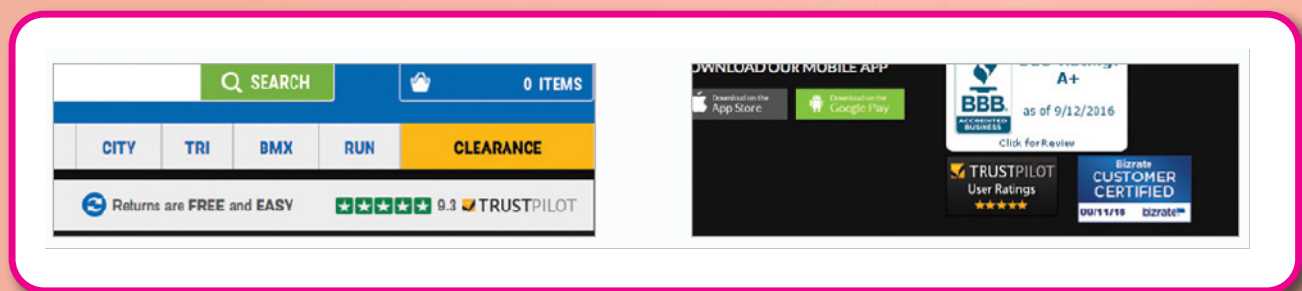 SEARCH
0 ITEMS
CITY TRI BMX RUN CLEARANCE
Returns are FREE and EASY 9.3 TRUSTPILOT
OWNLOAD OUR MOBILE APP
Download on the
App Store
Download on the
Google Play
A+
BBB.
as of 9/12/2016
ACCREDITED
BUSINESS
Click for Review
TRUSTPILOT
User Ratings
Bizrate
CUSTOMER
CERTIFIED
09/11/16 bizrate